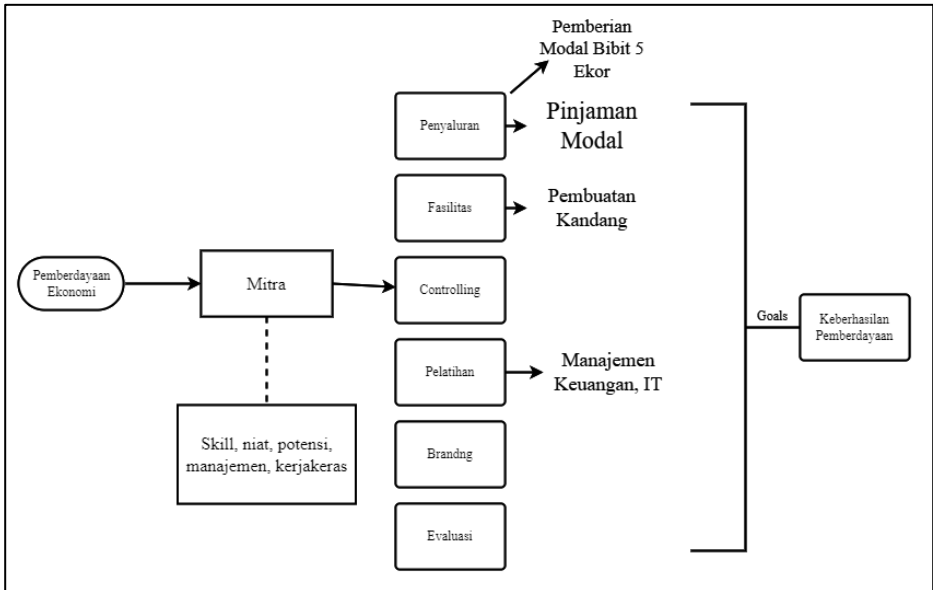 Pemberian
Modal Bibit 5
Ekor
Penyaluran
Pinjaman
Modal
Fasilitas
Pembuatan
Kandang
Pemberdayaan
Ekonomi
Mitra
Controlling
Goals
Keberhasilan
Pemberdayaan
Pelatihan
Manajemen
Keuangan, IT
Skill, niat, potensi,
manajemen, kerjakeras
Brandng
Evaluasi